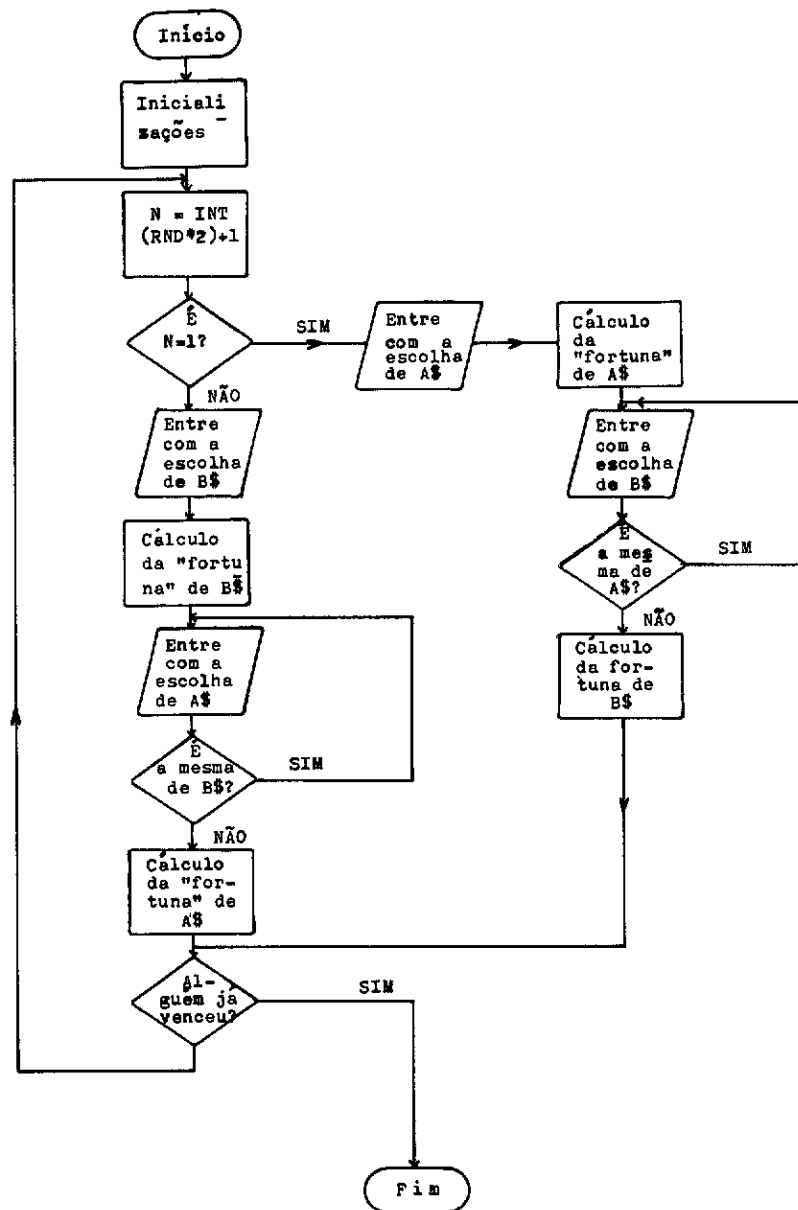 Início
Iniciali
zações
N = INT
(RND*2)+1
É
N=1?
SIM
Entre
com a
escolha
de A$
Cálculo
da
"fortuna"
de A$
NÃO
Entre
com a
escolha
de B$
Entre
com a
escolha
de B$
Cálculo
da "fortu
na" de B$
É
a mes
ma de
A$?
SIM
NÃO
Entre
com a
escolha
de A$
Cálculo
da for-
tuna de
B$
É
a mesma
de B$?
SIM
NÃO
Cálculo
da "for-
tuna" de
A$
Al-
guém já
venceu?
SIM
Fim